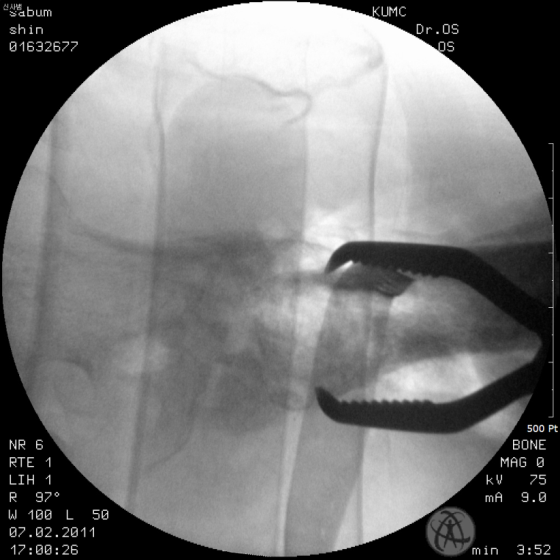 sabum
shin
01632677
KUMC
Dr.OS
OS
500 Pt
NR 6
RTE 1
LIH 1
R 97°
W 100 L 50
07.02.2011
17:00:26
BONE
MAG 0
kV 75
mA 9.0
min 3:52